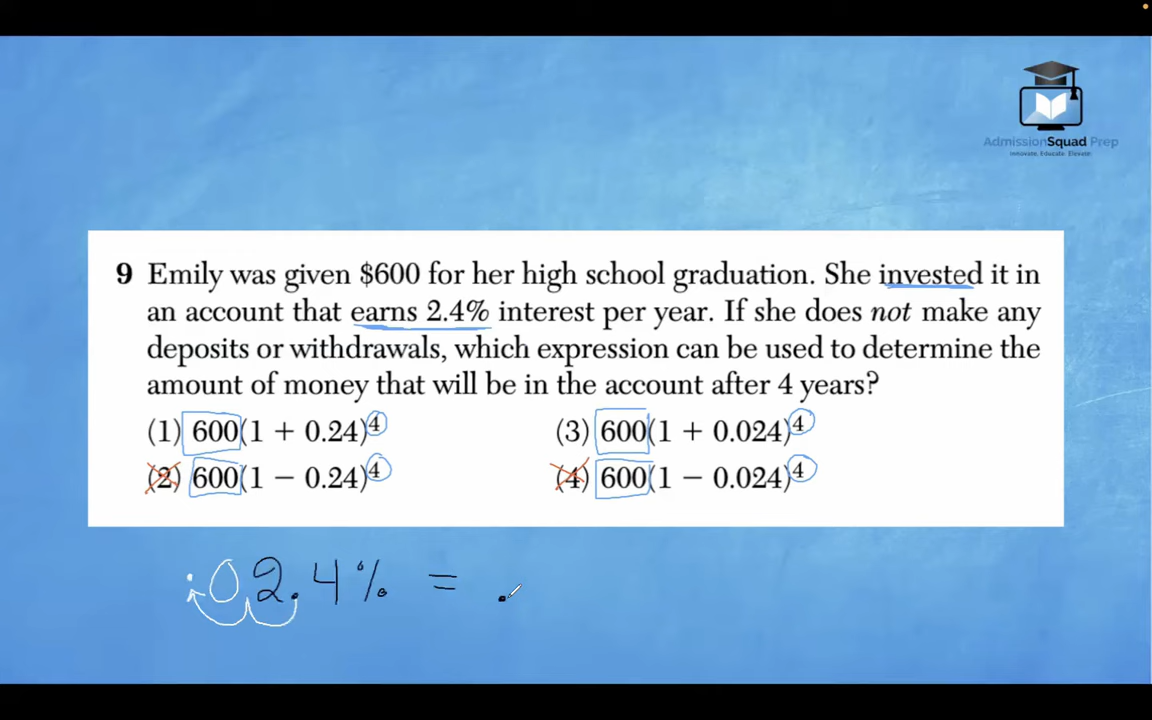 AdmissionSquad Prep
Innovate. Educate. Elevate.
9 Emily was given $600 for her high school graduation. She invested it in
an account that earns 2.4% interest per year. If she does not make any
deposits or withdrawals, which expression can be used to determine the
amount of money that will be in the account after 4 years?
(1) 600(1 + 0.24)⁴ (3) 600(1 + 0.024)⁴
(2) 600(1 − 0.24)⁴ (4) 600(1 − 0.024)⁴
.02.4% = .